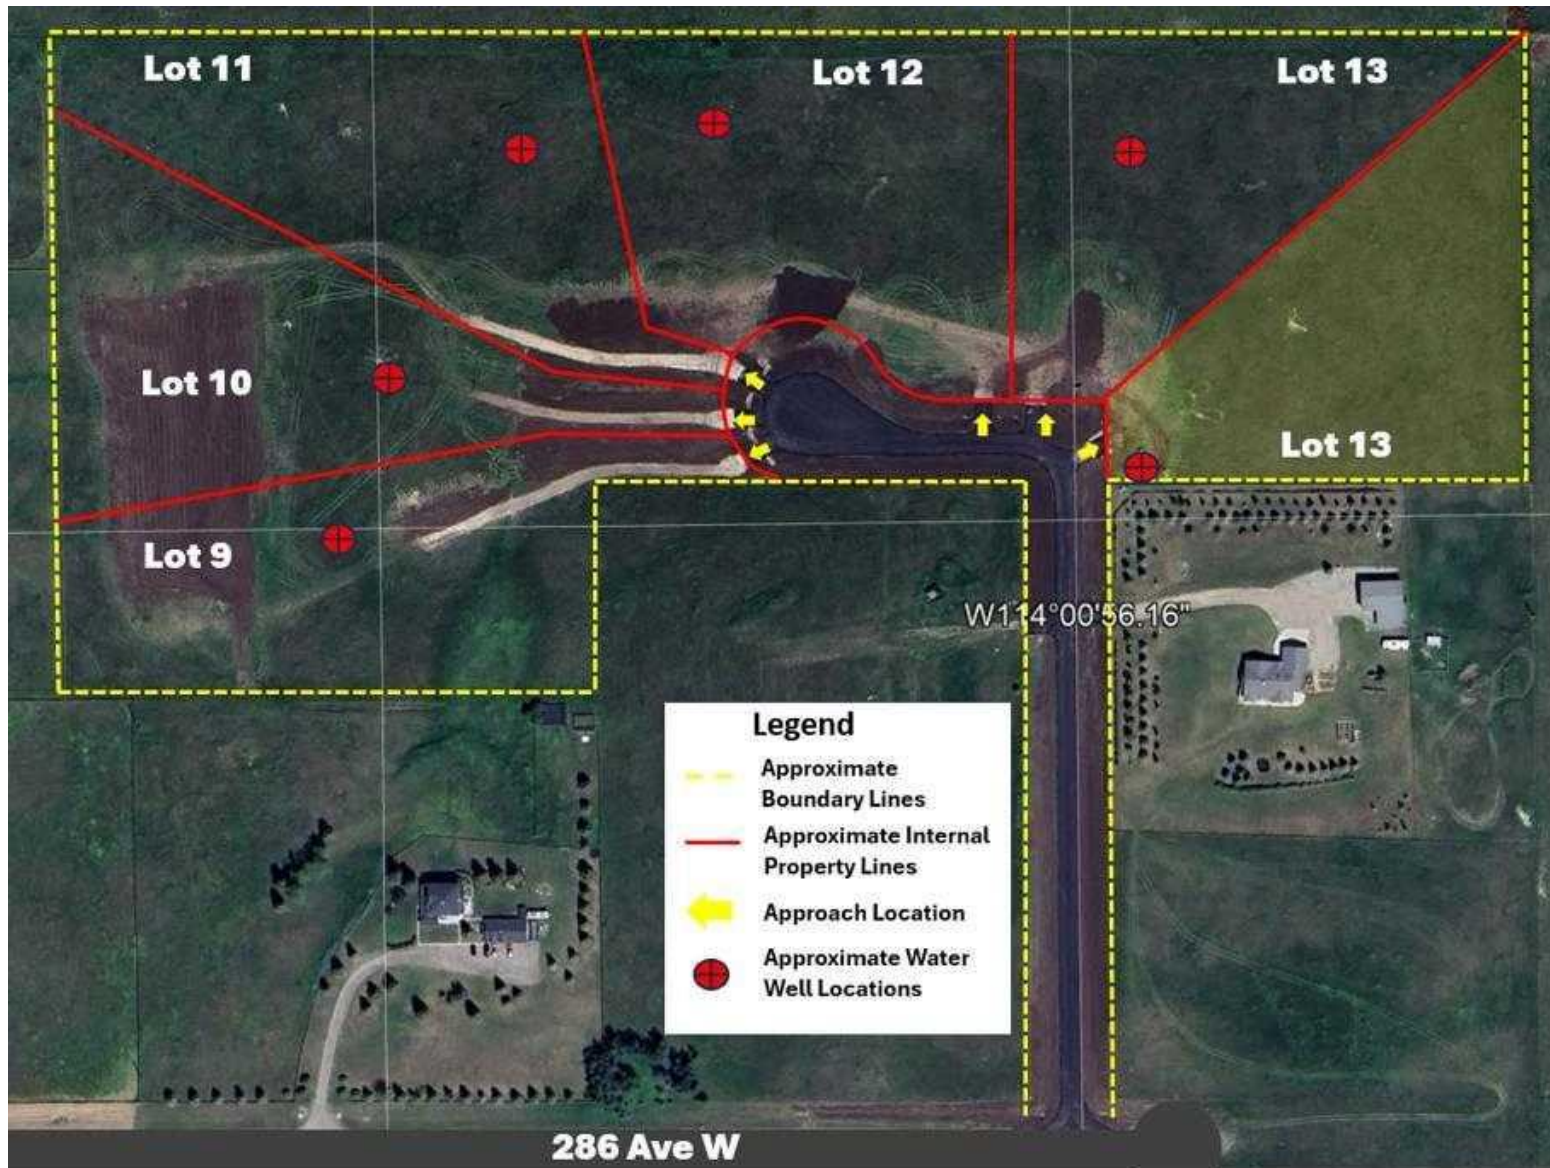 Lot 11
Lot 12
Lot 13
Lot 10
Lot 13
Lot 9
W114°00'56.16"
Legend
Approximate
Boundary Lines
Approximate Internal
Property Lines
Approach Location
Approximate Water
Well Locations
286 Ave W